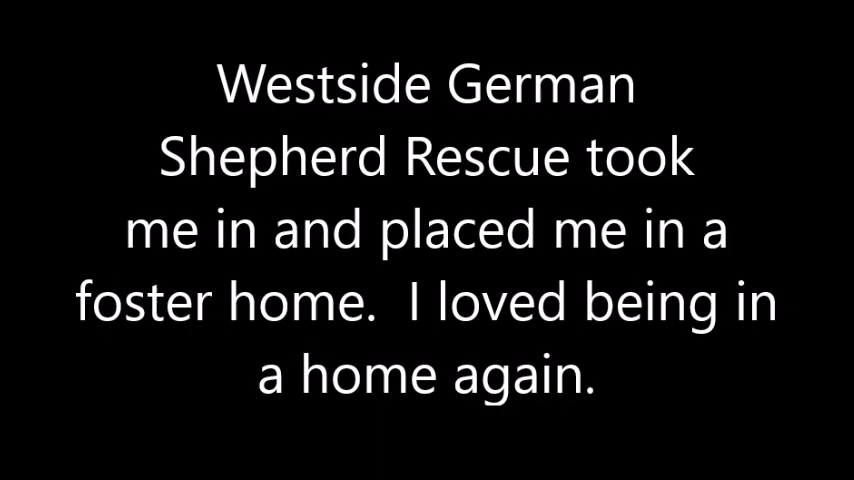 Westside German
Shepherd Rescue took
me in and placed me in a
foster home.  I loved being in
a home again.